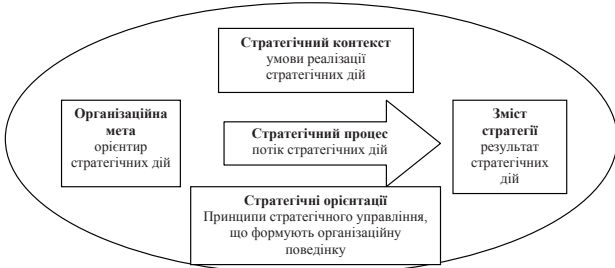 Стратегічний контекст
умови реалізації
стратегічних дій
Організаційна
мета
орієнтир
стратегічних дій
Стратегічний процес
потік стратегічних дій
Зміст
стратегії
результат
стратегічних
дій
Стратегічні орієнтації
Принципи стратегічного управління,
що формують організаційну
поведінку